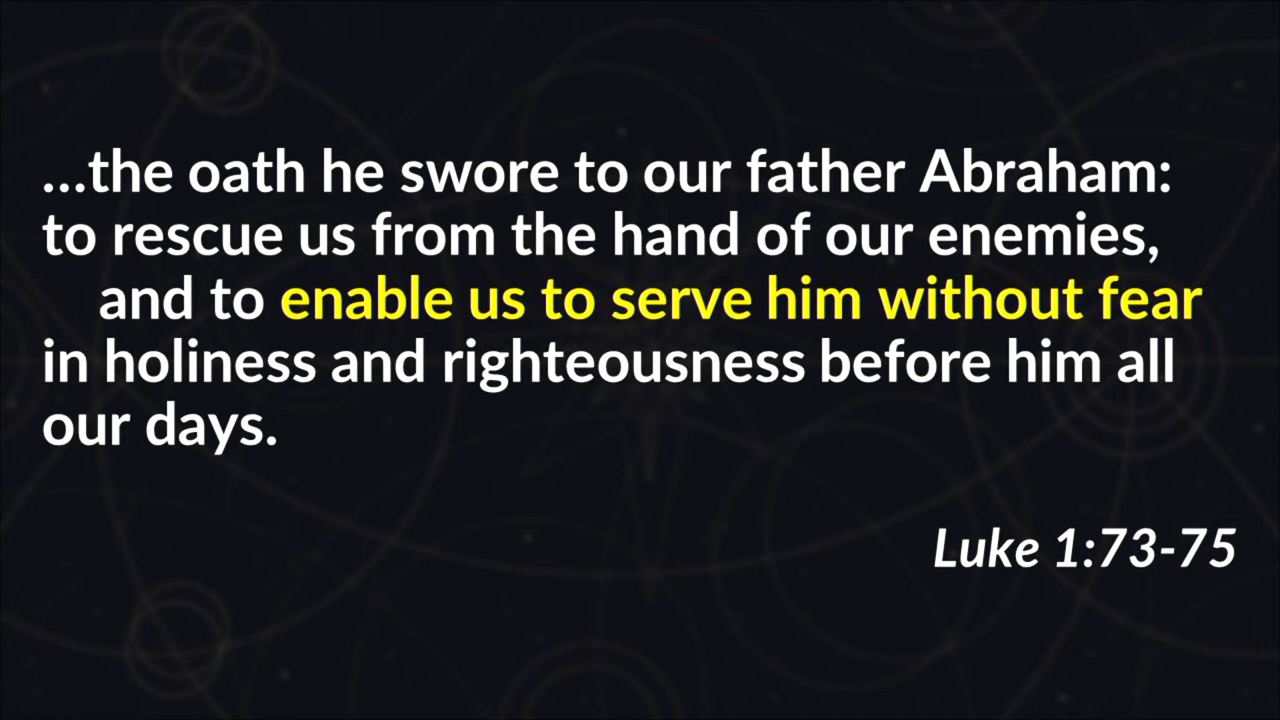 ...the oath he swore to our father Abraham:
to rescue us from the hand of our enemies,
and to enable us to serve him without fear
in holiness and righteousness before him all
our days.
Luke 1:73-75